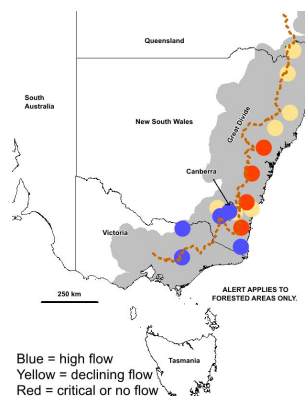 Queensland
South
Australia
New South Wales
Great Divide
Canberra
Victoria
250 km
ALERT APPLIES TO
FORESTED AREAS ONLY.
Tasmania
Blue = high flow
Yellow = declining flow
Red = critical or no flow